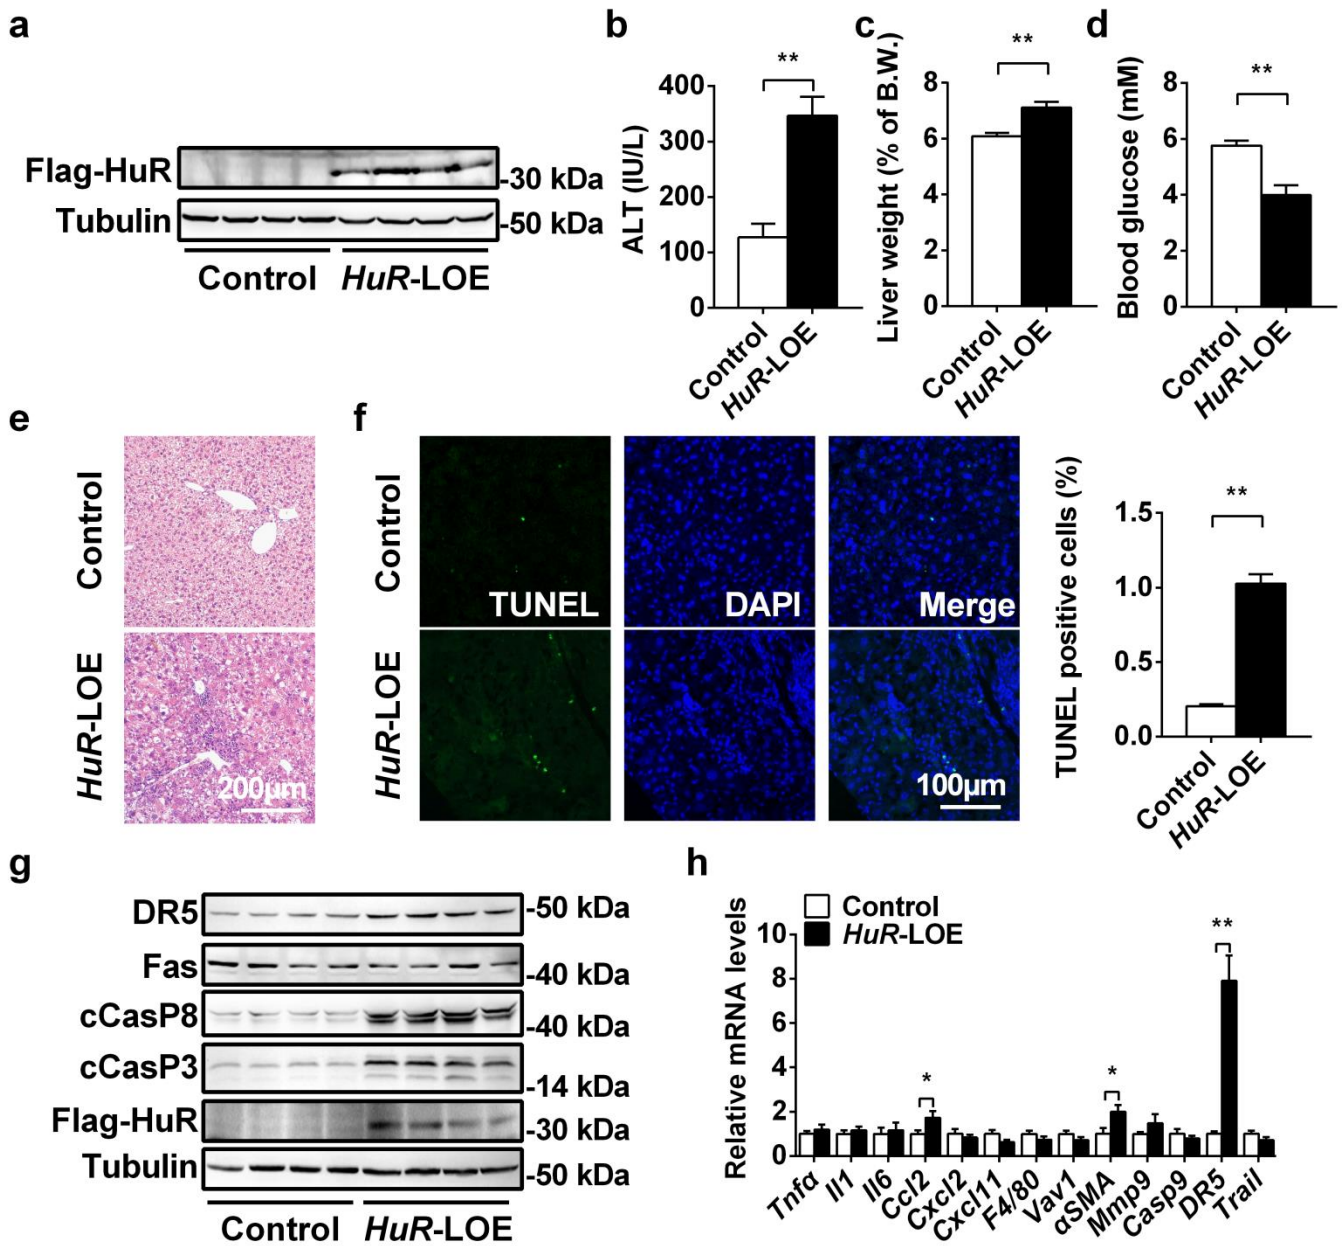 a
Flag-HuR
-30 kDa
Tubulin
-50 kDa
Control
HuR-LOE
b
ALT (IU/L)
400
300
200
100
0
**
Control
HuR-LOE
c
Liver weight (% of B.W.)
8
6
4
2
0
**
Control
HuR-LOE
d
Blood glucose (mM)
8
6
4
2
0
**
Control
HuR-LOE
e
Control
HuR-LOE
200μm
f
Control
HuR-LOE
TUNEL
DAPI
Merge
100μm
TUNEL positive cells (%)
1.5
1.0
0.5
0.0
**
Control
HuR-LOE
g
DR5
-50 kDa
Fas
-40 kDa
cCasP8
-40 kDa
cCasP3
-14 kDa
Flag-HuR
-30 kDa
Tubulin
-50 kDa
Control
HuR-LOE
h
Control
HuR-LOE
Relative mRNA levels
10
8
6
4
2
0
*
*
**
Tnfα
Il1
Il6
Ccl2
Cxcl2
Cxcl11
F4/80
Vav1
αSMA
Mmp9
Casp9
DR5
Trail